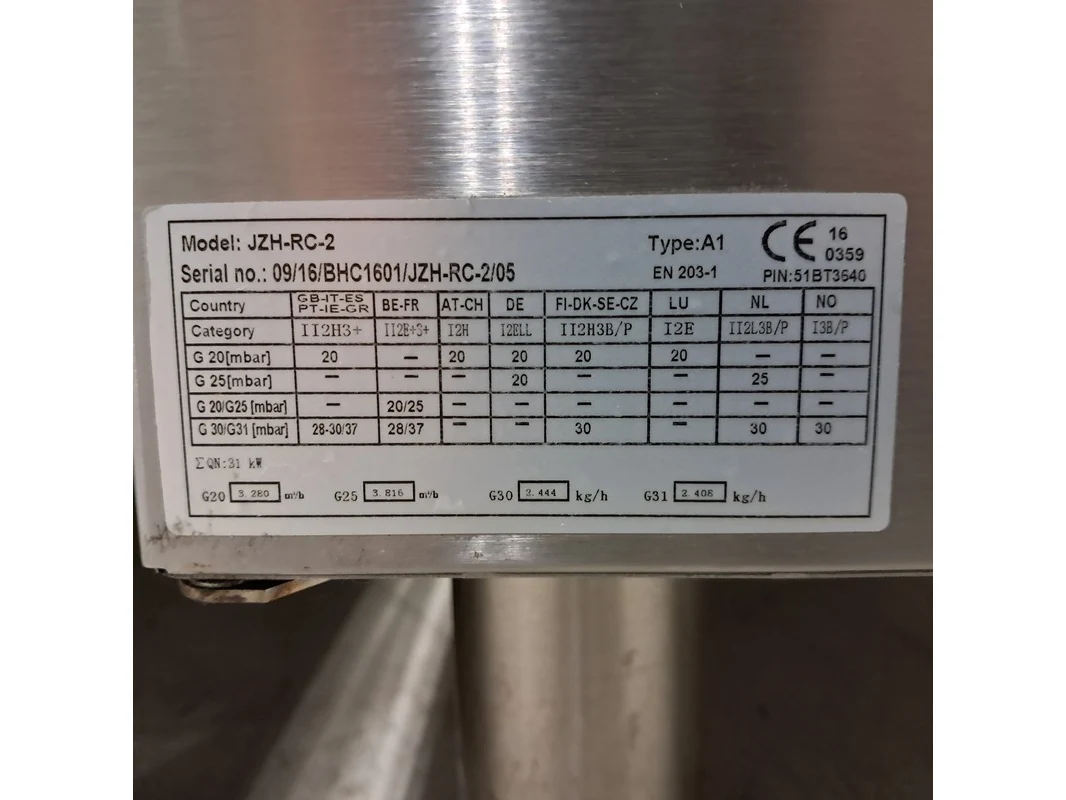 Model: JZH-RC-2 Type:A1 CE 16
0359
Serial no.: 09/16/BHC1601/JZH-RC-2/05 EN 203-1 PIN:51BT3640
Country GB-IT-ES PT-IE-GR BE-FR AT-CH DE FI-DK-SE-CZ LU NL NO
Category II2H3+ II2E+3+ I2H I2ELL II2H3B/P I2E II2L3B/P I3B/P
G 20[mbar] 20 — 20 20 20 20 — —
G 25[mbar] — — — 20 — — 25 —
G 20/G25 [mbar] — 20/25 — — — — — —
G 30/G31 [mbar] 28-30/37 28/37 — — 30 — 30 30
ΣQN:31 kW
G20 3.280 m³/h G25 3.816 m³/h G30 2.444 kg/h G31 2.408 kg/h